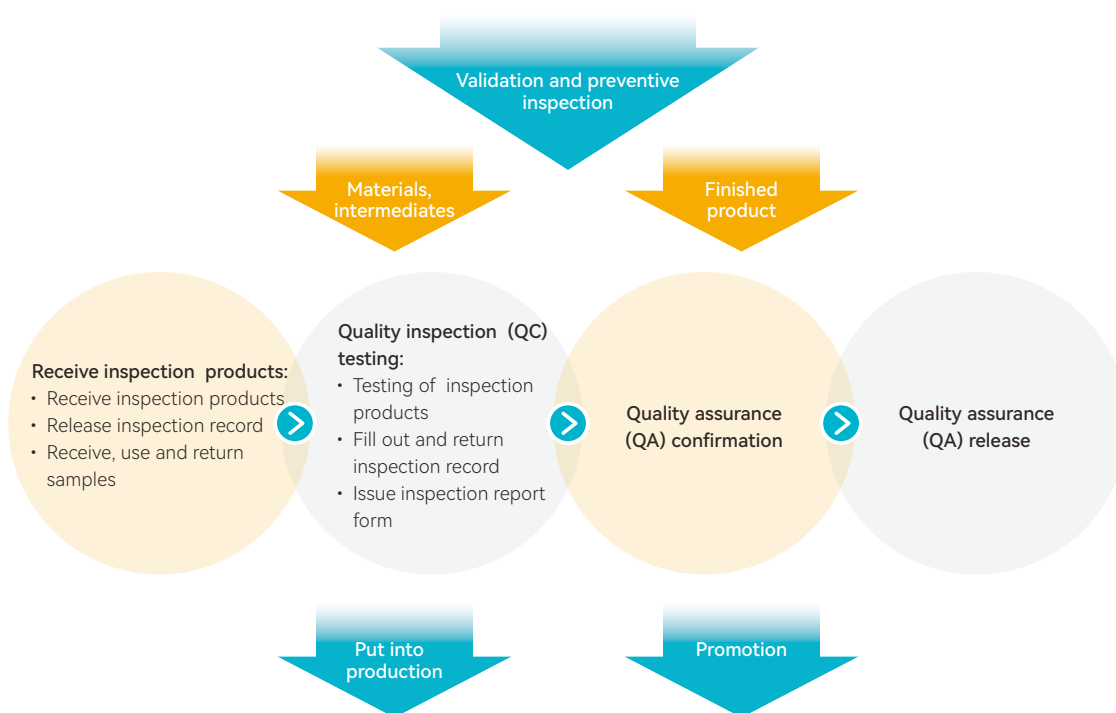 Validation and preventive
inspection
Materials,
intermediates
Finished
product
Receive inspection products:
• Receive inspection products
• Release inspection record
• Receive, use and return
samples
Quality inspection (QC)
testing:
• Testing of inspection
products
• Fill out and return
inspection record
• Issue inspection report
form
Quality assurance
(QA) confirmation
Quality assurance
(QA) release
Put into
production
Promotion